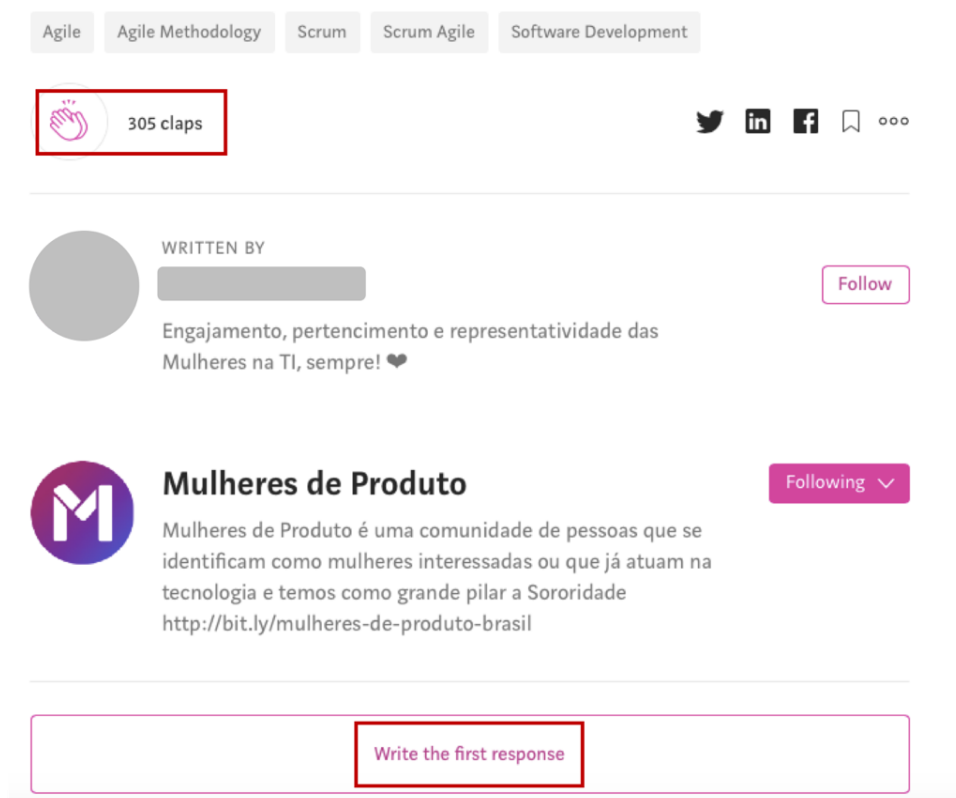 Agile Agile Methodology Scrum Scrum Agile Software Development
305 claps
WRITTEN BY
Follow
Engajamento, pertencimento e representatividade das
Mulheres na TI, sempre! ❤
Mulheres de Produto
Following
Mulheres de Produto é uma comunidade de pessoas que se
identificam como mulheres interessadas ou que já atuam na
tecnologia e temos como grande pilar a Sororidade
http://bit.ly/mulheres-de-produto-brasil
Write the first response